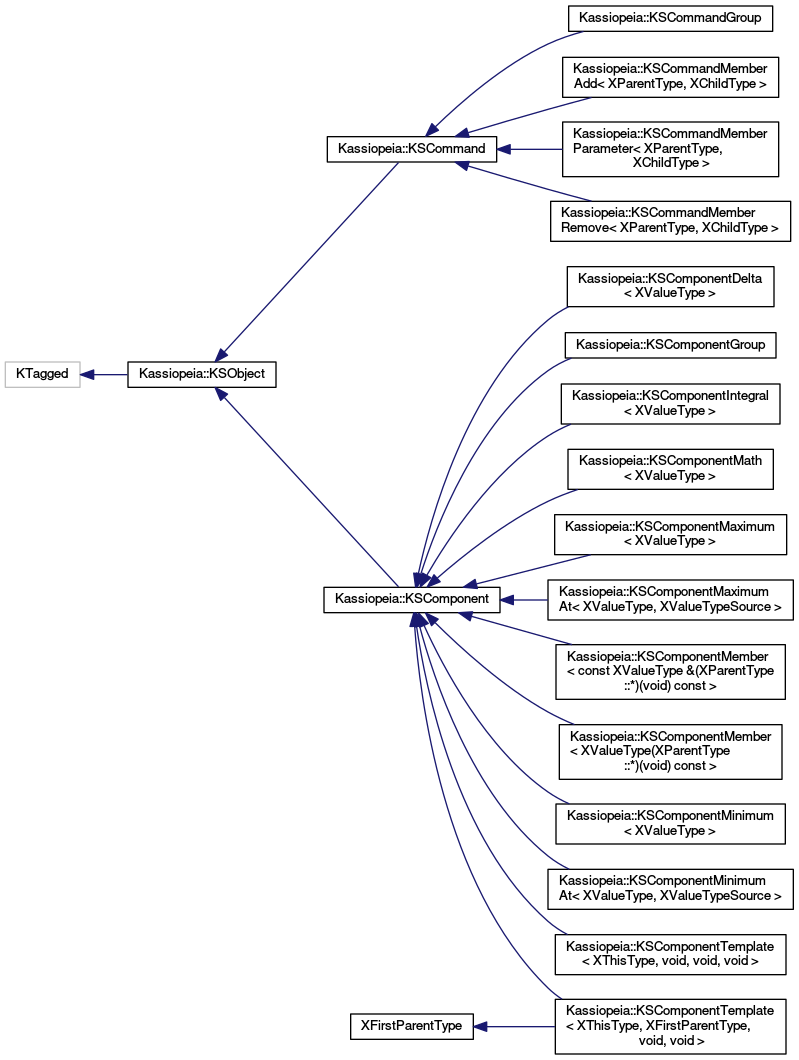 Kassiopeia::KSCommandGroup
Kassiopeia::KSCommandMember
Add< XParentType, XChildType >
Kassiopeia::KSCommandMember
Parameter< XParentType,
XChildType >
Kassiopeia::KSCommand
Kassiopeia::KSCommandMember
Remove< XParentType, XChildType >
Kassiopeia::KSComponentDelta
< XValueType >
Kassiopeia::KSComponentGroup
KTagged
Kassiopeia::KSObject
Kassiopeia::KSComponentIntegral
< XValueType >
Kassiopeia::KSComponentMath
< XValueType >
Kassiopeia::KSComponentMaximum
< XValueType >
Kassiopeia::KSComponent
Kassiopeia::KSComponentMaximum
At< XValueType, XValueTypeSource >
Kassiopeia::KSComponentMember
< const XValueType &(XParentType
::*)(void) const >
Kassiopeia::KSComponentMember
< XValueType(XParentType
::*)(void) const >
Kassiopeia::KSComponentMinimum
< XValueType >
Kassiopeia::KSComponentMinimum
At< XValueType, XValueTypeSource >
Kassiopeia::KSComponentTemplate
< XThisType, void, void, void >
XFirstParentType
Kassiopeia::KSComponentTemplate
< XThisType, XFirstParentType,
void, void >